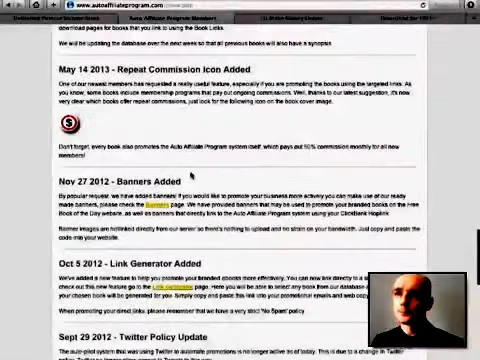 www.autoaffiliateprogram.com
Auto Affiliate Program Members
download pages for books that you link to using the Book Links.
We will be updating the database over the next week so that all previous books will also have a synopsis
May 14 2013 - Repeat Commission Icon Added
One of our newest members has requested a really useful feature, especially if you are promoting the books using the targeted links. As
you know, some books include membership programs that pay out ongoing commissions. Well, thanks to our latest suggestion, it's now
very clear which books offer repeat commissions, just look for the following icon on the book cover image.
$
Don't forget, every book also promotes the Auto Affiliate Program system itself, which pays out 50% commission monthly for all new
members!
Nov 27 2012 - Banners Added
By popular request, we have added banners! If you would like to promote your business more actively you can make use of our ready
made banners, please check the Banners page. We have provided banners that may be used to promote your branded books on the Free
Book of the Day website, as well as banners that directly link to the Auto Affiliate Program system using your ClickBank Hoplink
Banner images are hotlinked directly from our server so there's nothing to upload and no strain on your bandwidth. Just copy and paste the
code into your website.
Oct 5 2012 - Link Generator Added
We've added a new feature to help you promote your branded ebooks more effectively. You can now link directly to a s
check out this new feature go to the Link Generator page. Here you will be able to select any book from our database a
your chosen book will be generated for you. Simply copy and paste this link into your promotional emails and web copy
When promoting your direct links, please remember that we have a very strict 'No Spam' policy
Sept 29 2012 - Twitter Policy Update
The auto-pilot system that was using Twitter to automate promotions is no longer active as of today. This is due to a change in